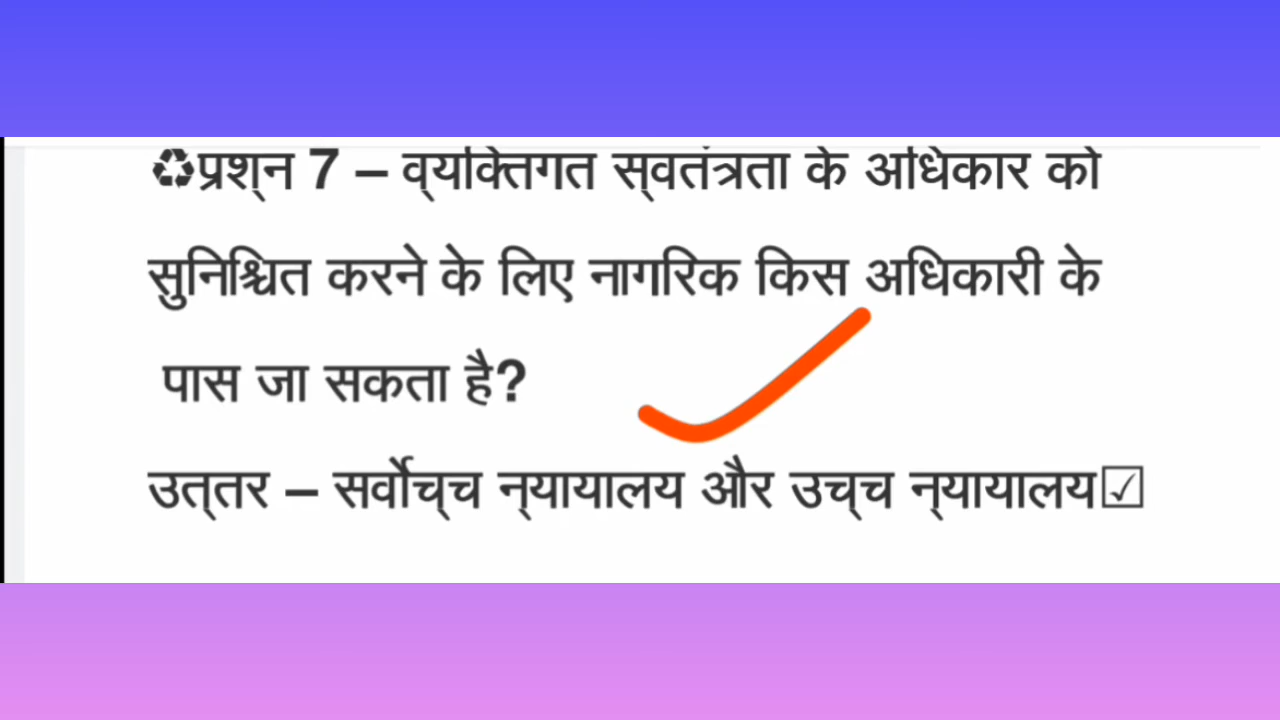 ♻प्रश्न 7 – व्यक्तिगत स्वतंत्रता के अधिकार को
सुनिश्चित करने के लिए नागरिक किस अधिकारी के
पास जा सकता है?
उत्तर – सर्वोच्च न्यायालय और उच्च न्यायालय☑